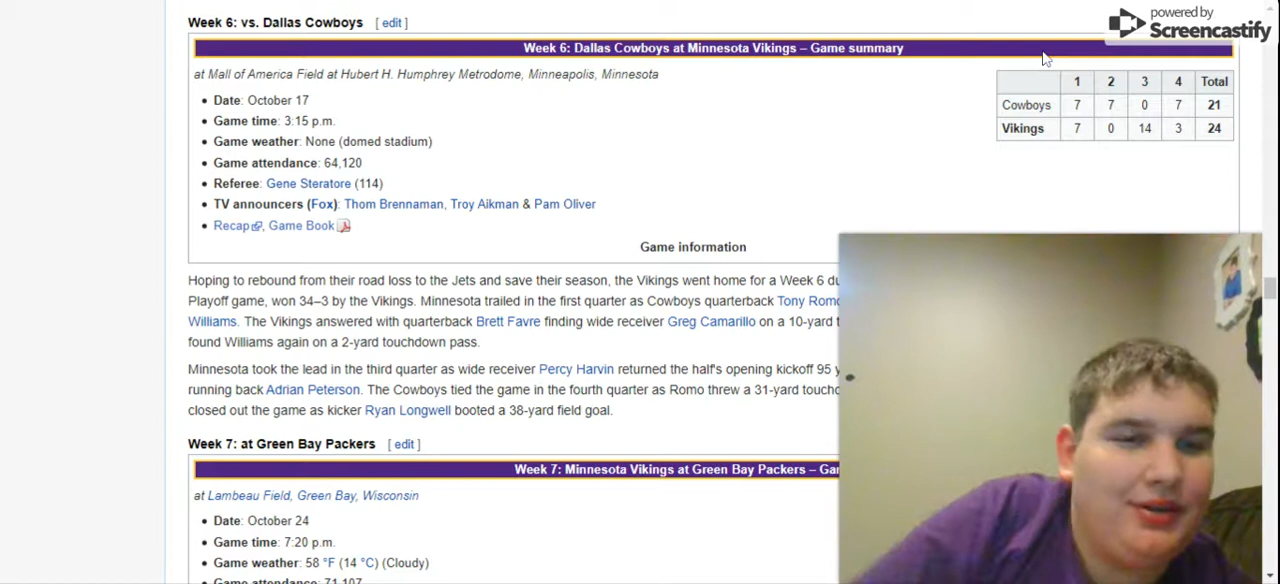 powered by
Screencastify
Week 6: vs. Dallas Cowboys [ edit ]
Week 6: Dallas Cowboys at Minnesota Vikings – Game summary
at Mall of America Field at Hubert H. Humphrey Metrodome, Minneapolis, Minnesota
• Date: October 17
• Game time: 3:15 p.m.
• Game weather: None (domed stadium)
• Game attendance: 64,120
• Referee: Gene Steratore (114)
• TV announcers (Fox): Thom Brennaman, Troy Aikman & Pam Oliver
• Recap, Game Book
1 2 3 4 Total
Cowboys 7 7 0 7 21
Vikings 7 0 14 3 24
Game information
Hoping to rebound from their road loss to the Jets and save their season, the Vikings went home for a Week 6
Playoff game, won 34–3 by the Vikings. Minnesota trailed in the first quarter as Cowboys quarterback Tony
Williams. The Vikings answered with quarterback Brett Favre finding wide receiver Greg Camarillo on a 10-yard
found Williams again on a 2-yard touchdown pass.
Minnesota took the lead in the third quarter as wide receiver Percy Harvin returned the half's opening kickoff 95
running back Adrian Peterson. The Cowboys tied the game in the fourth quarter as Romo threw a 31-yard
closed out the game as kicker Ryan Longwell booted a 38-yard field goal.
Week 7: at Green Bay Packers [ edit ]
Week 7: Minnesota Vikings at Green Bay Packers –
at Lambeau Field, Green Bay, Wisconsin
• Date: October 24
• Game time: 7:20 p.m.
• Game weather: 58 °F (14 °C) (Cloudy)
• Game attendance: 71,107